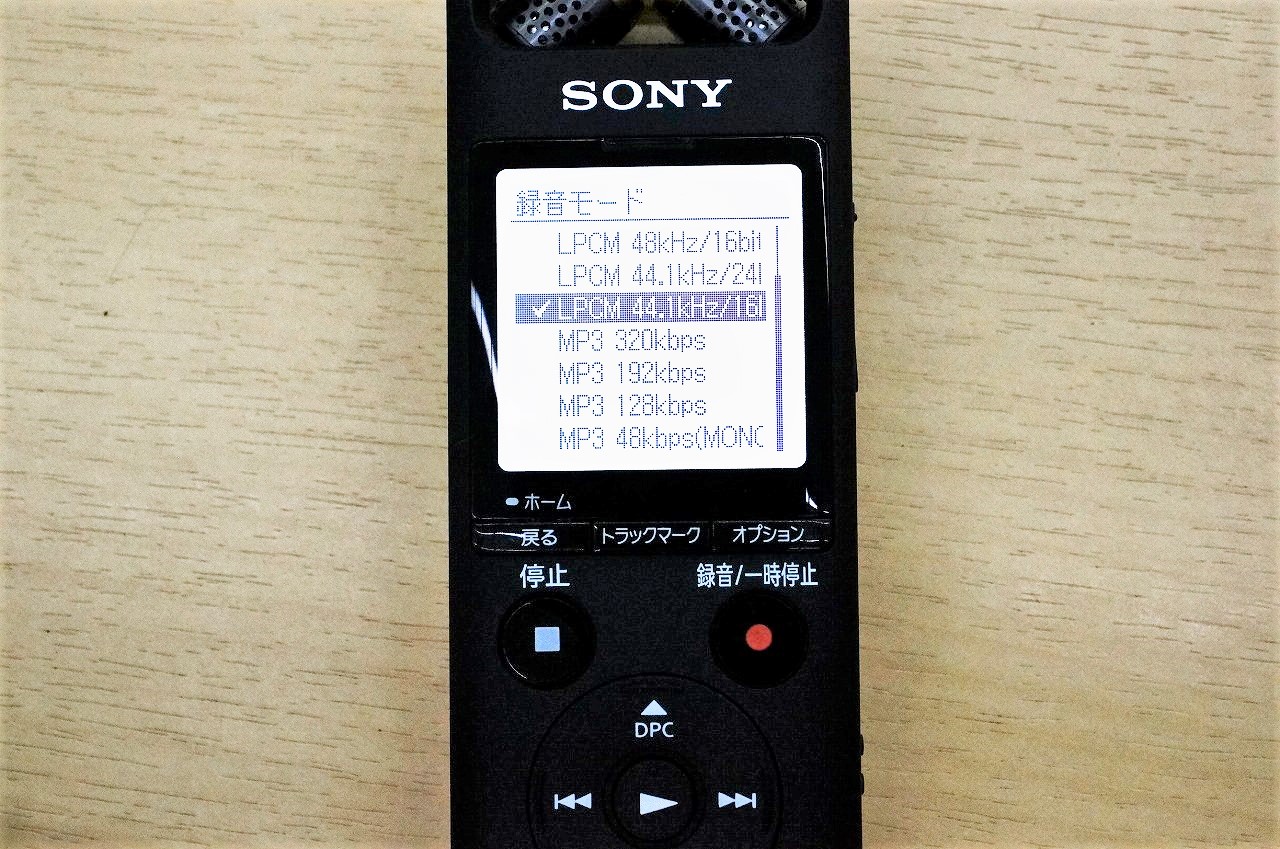 SONY
録音モード
LPCM 48kHz/16bit
LPCM 44.1kHz/24
✓LPCM 44.1kHz/16
MP3 320kbps
MP3 192kbps
MP3 128kbps
MP3 48kbps(MONO
ホーム
戻る トラックマーク オプション
停止 録音/一時停止
DPC